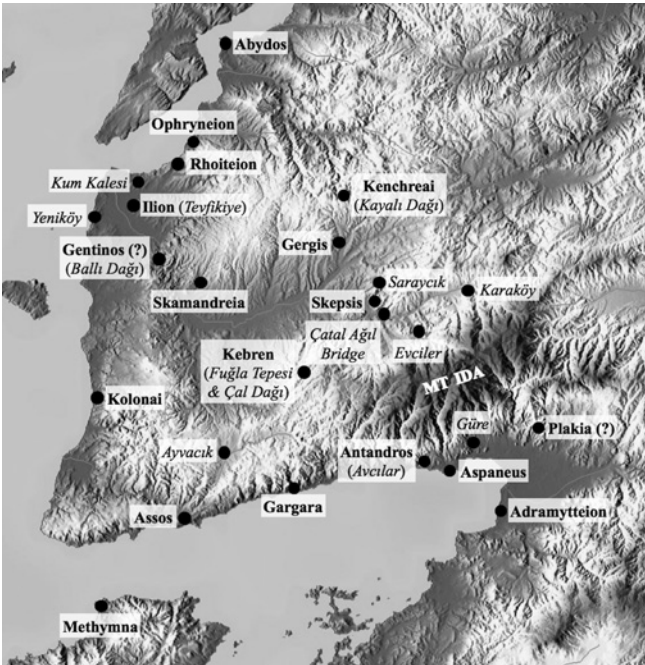 Abydos
Ophryneion
Rhoiteion
Kum Kalesi
Ilion (Tevfikiye)
Yeniköy
Kenchreai
(Kayalı Dağı)
Gergis
Gentinos (?)
(Ballı Dağı)
Skamandreia
Saraycık
Skepsis
Karaköy
Çatal Ağıl
Bridge
Evciler
Kebren
(Fuğla Tepesi
& Çal Dağı)
MT IDA
Kolonai
Ayvacık
Güre
Plakia (?)
Antandros
(Avcılar)
Aspaneus
Gargara
Assos
Adramytteion
Methymna